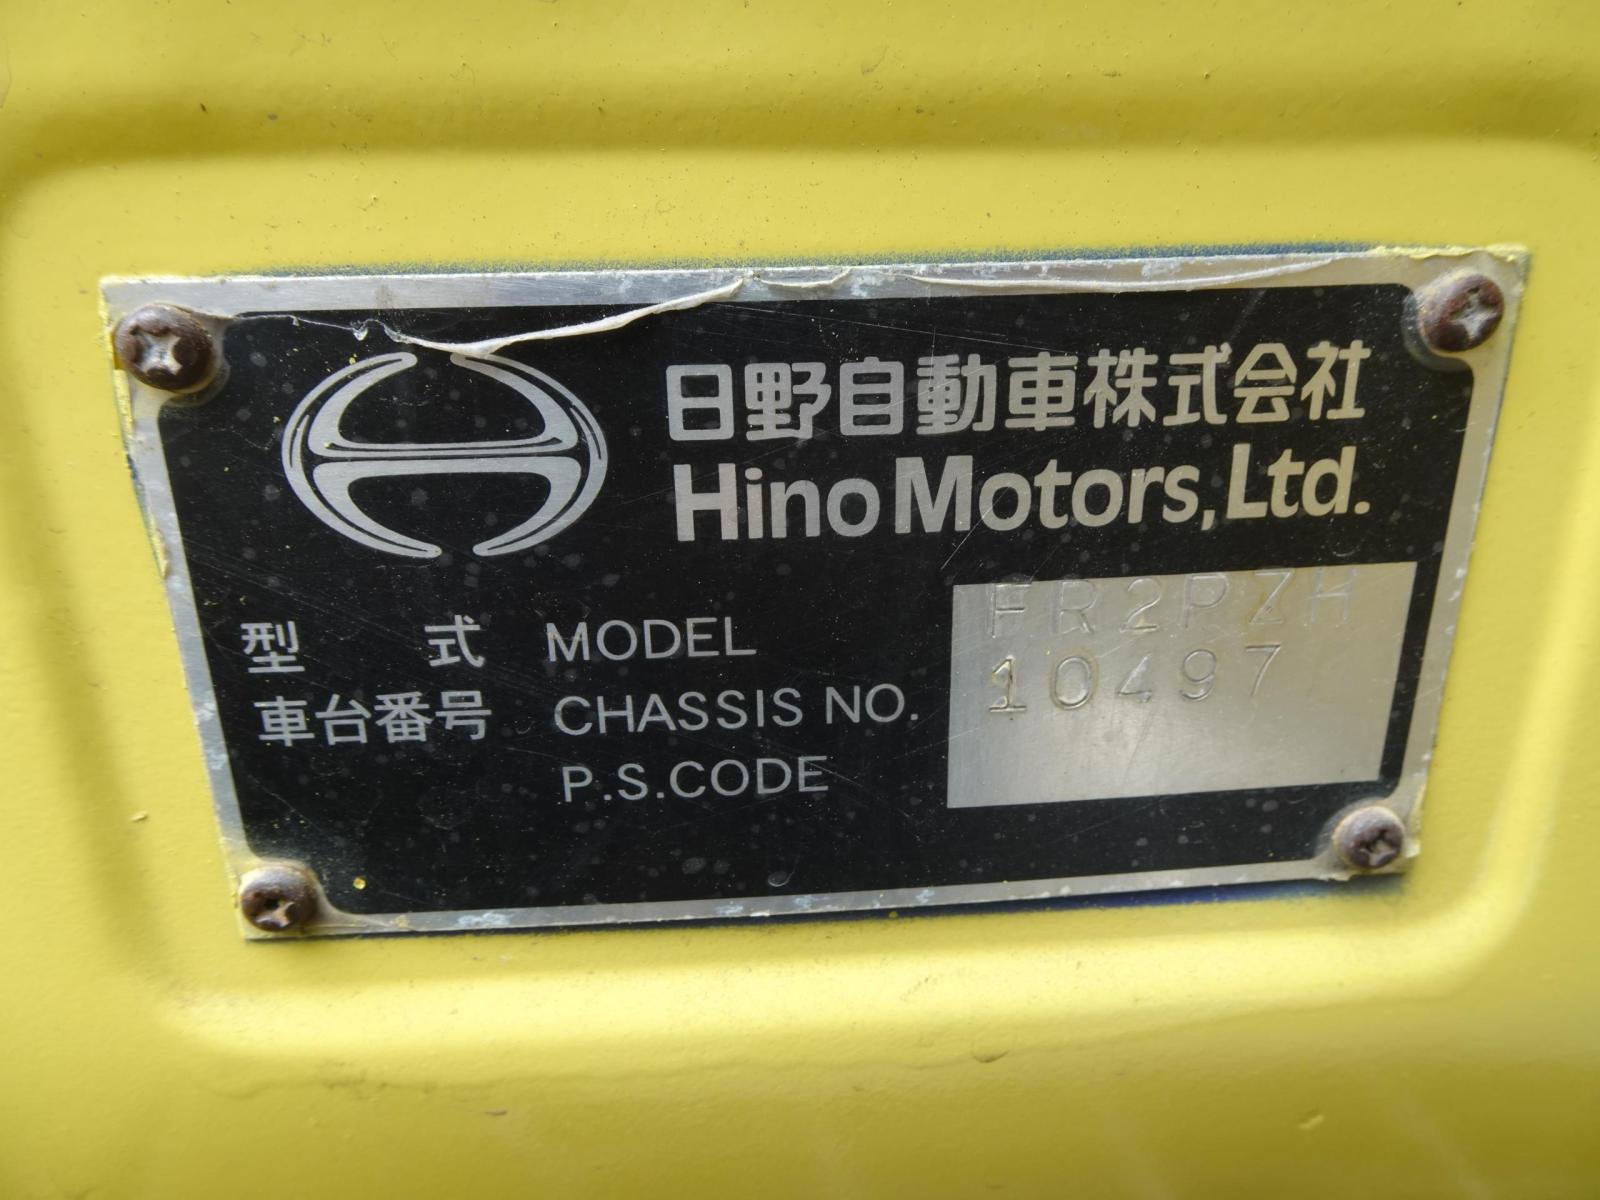 日野自動車株式会社
Hino Motors, Ltd.
型 式 MODEL FR2PZH
車台番号 CHASSIS NO. 10497
P.S.CODE